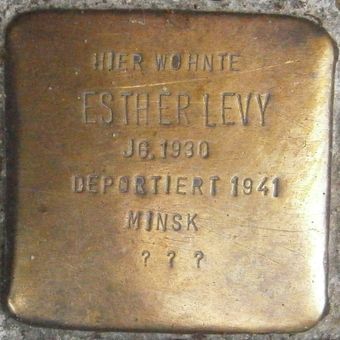 HIER WOHNTE
ESTHER LEVY
JG. 1930
DEPORTIERT 1941
MINSK
? ? ?